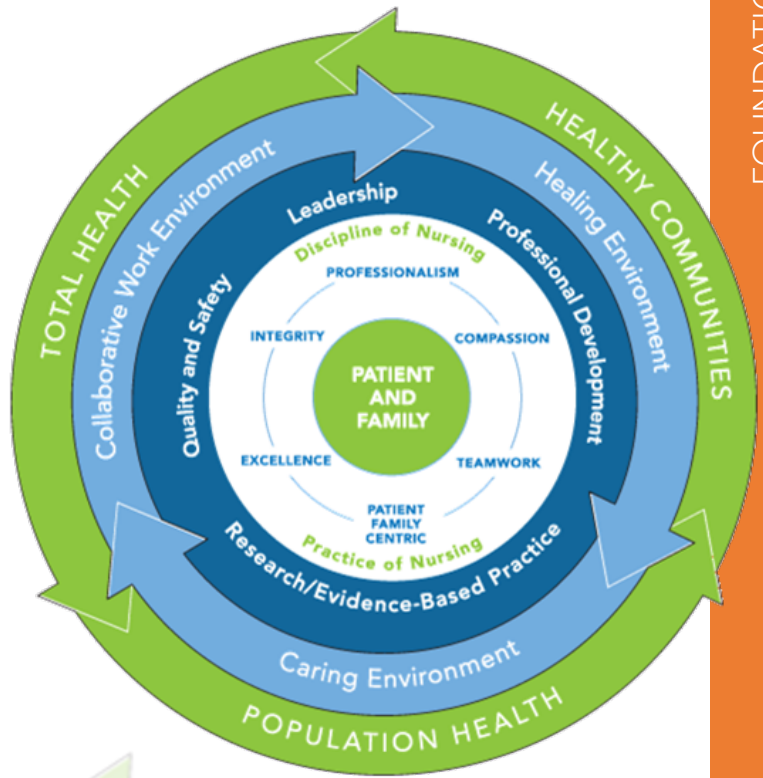 TOTAL HEALTH
HEALTHY COMMUNITIES
POPULATION HEALTH
Collaborative Work Environment
Healing Environment
Caring Environment
Leadership
Professional Development
Quality and Safety
Research/Evidence-Based Practice
Discipline of Nursing
PROFESSIONALISM
INTEGRITY
COMPASSION
PATIENT
AND
FAMILY
EXCELLENCE
TEAMWORK
PATIENT
FAMILY
CENTRIC
Practice of Nursing